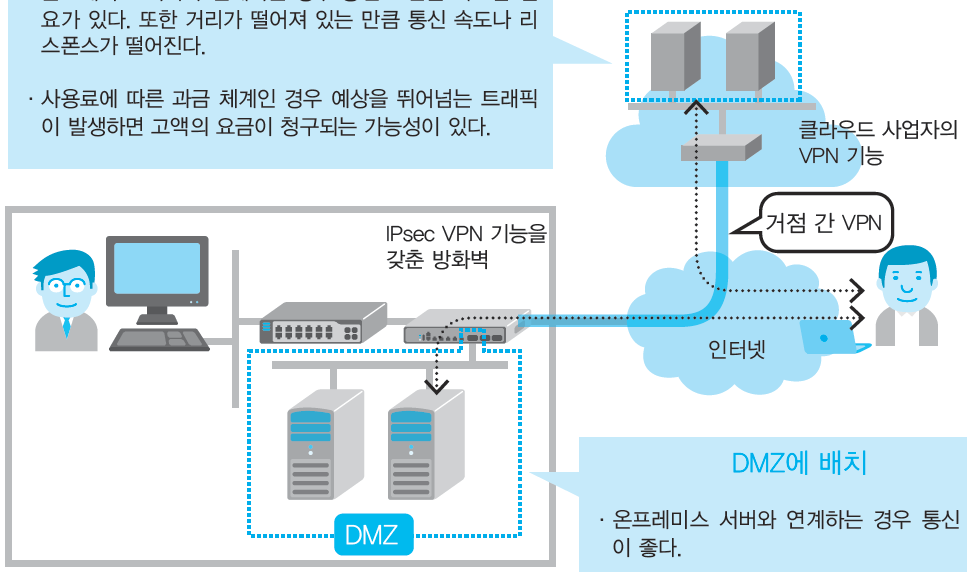 요가 있다. 또한 거리가 떨어져 있는 만큼 통신 속도나 리
스폰스가 떨어진다.
· 사용료에 따른 과금 체계인 경우 예상을 뛰어넘는 트래픽
이 발생하면 고액의 요금이 청구되는 가능성이 있다.
클라우드 사업자의
VPN 기능
거점 간 VPN
IPsec VPN 기능을
갖춘 방화벽
인터넷
DMZ
DMZ에 배치
· 온프레미스 서버와 연계하는 경우 통신
이 좋다.